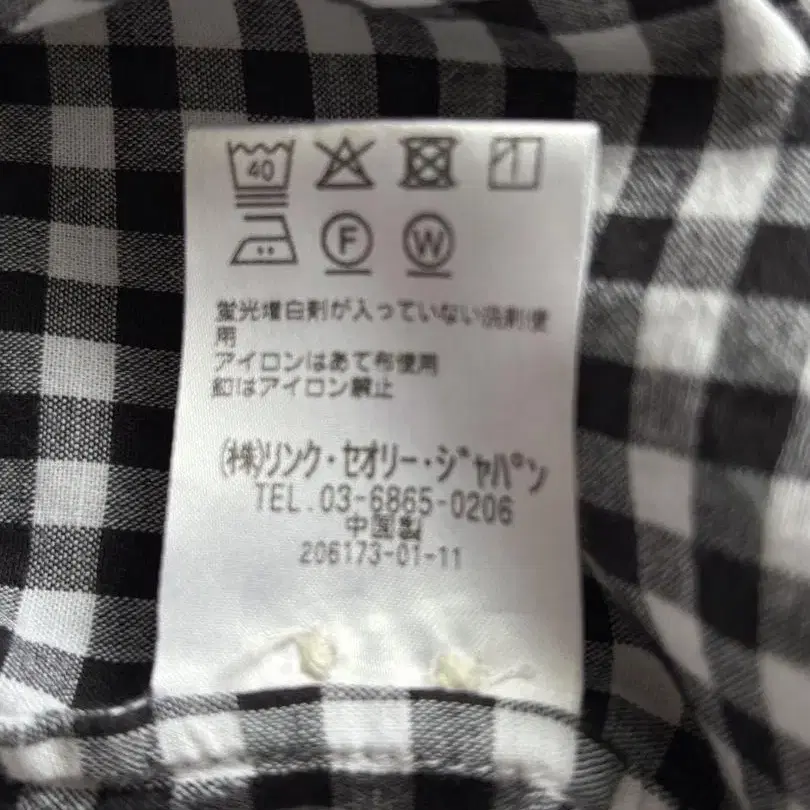 40
F W
蛍光増白剤が入っていない洗剤使
用
アイロンはあて布使用
釦はアイロン禁止
㈱リンク・セオリー・ジャパン
TEL.03-6865-0206
中国製
206173-01-11